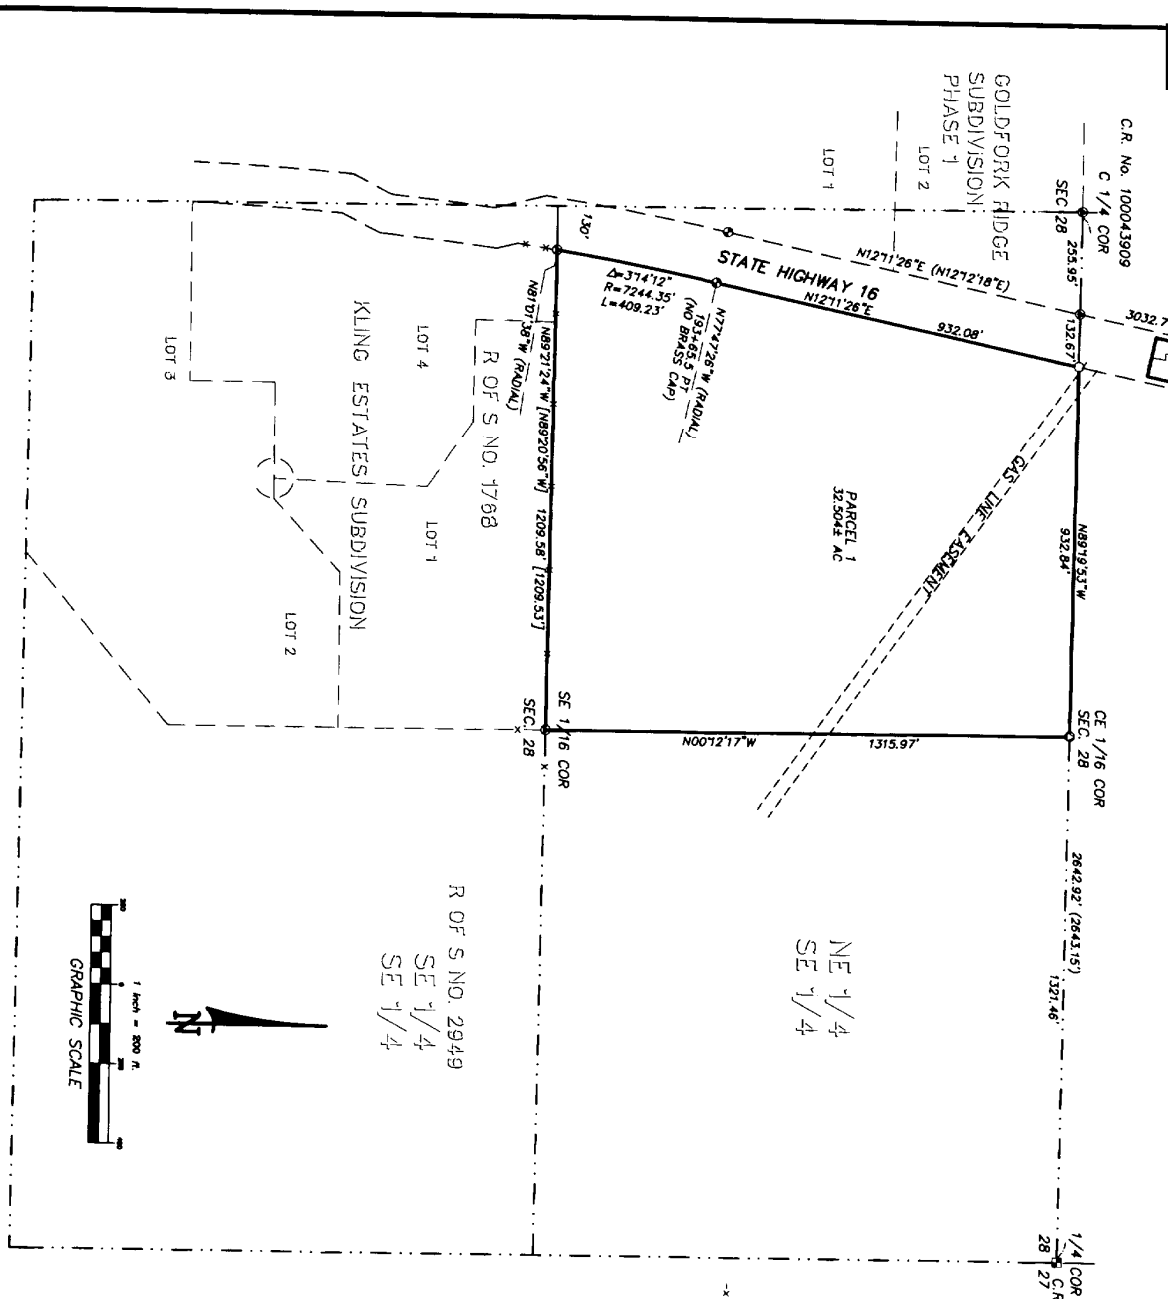 C.R. No. 100043909
C 1/4 COR
SEC 28
255.95'
132.67'
3032.7
GOLDFORK RIDGE
SUBDIVISION
PHASE 1
LOT 2
LOT 1
N12°11'26"E (N12°12'18"E)
STATE HIGHWAY 16
N12°11'26"E
932.08'
130'
Δ=3°14'12"
R=7244.35'
L=409.23'
N77°47'26"W (RADIAL)
193+65.5 PT
(NO BRASS CAP)
N81°01'38"W (RADIAL)
N89°21'24"W [N89°20'56"W] 1209.58' [1209.53']
N89°19'53"W
932.84'
GAS LINE EASEMENT
PARCEL 1
32.504± AC
KLING ESTATES SUBDIVISION
R OF S NO. 1768
LOT 4
LOT 3
LOT 1
LOT 2
SE 1/16 COR
SEC. 28
N00°12'17"W
1315.97'
CE 1/16 COR
SEC. 28
2642.92' (2643.15')
1321.46'
NE 1/4
SE 1/4
R OF S NO. 2949
SE 1/4
SE 1/4
1/4 COR
28 27
C.R
N
200 0 200 400
1 inch = 200 ft.
GRAPHIC SCALE